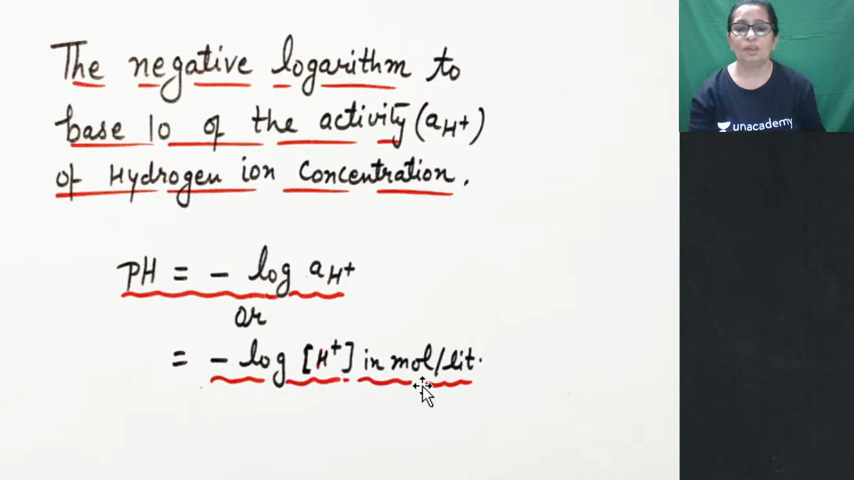 The negative logarithm to
base 10 of the activity (aH+)
of Hydrogen ion Concentration.
PH = - log aH+
or
= - log [H+] in mol/lit.
unacademy